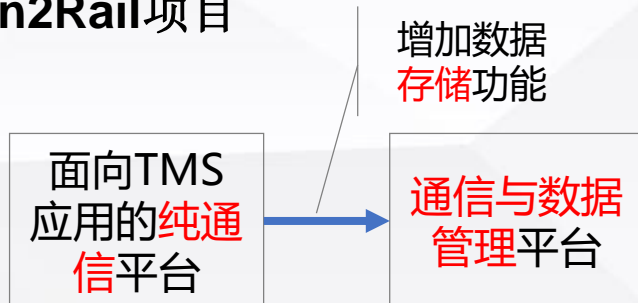 n2Rail项目
增加数据
存储功能
面向TMS
应用的纯通
信平台
通信与数据
管理平台